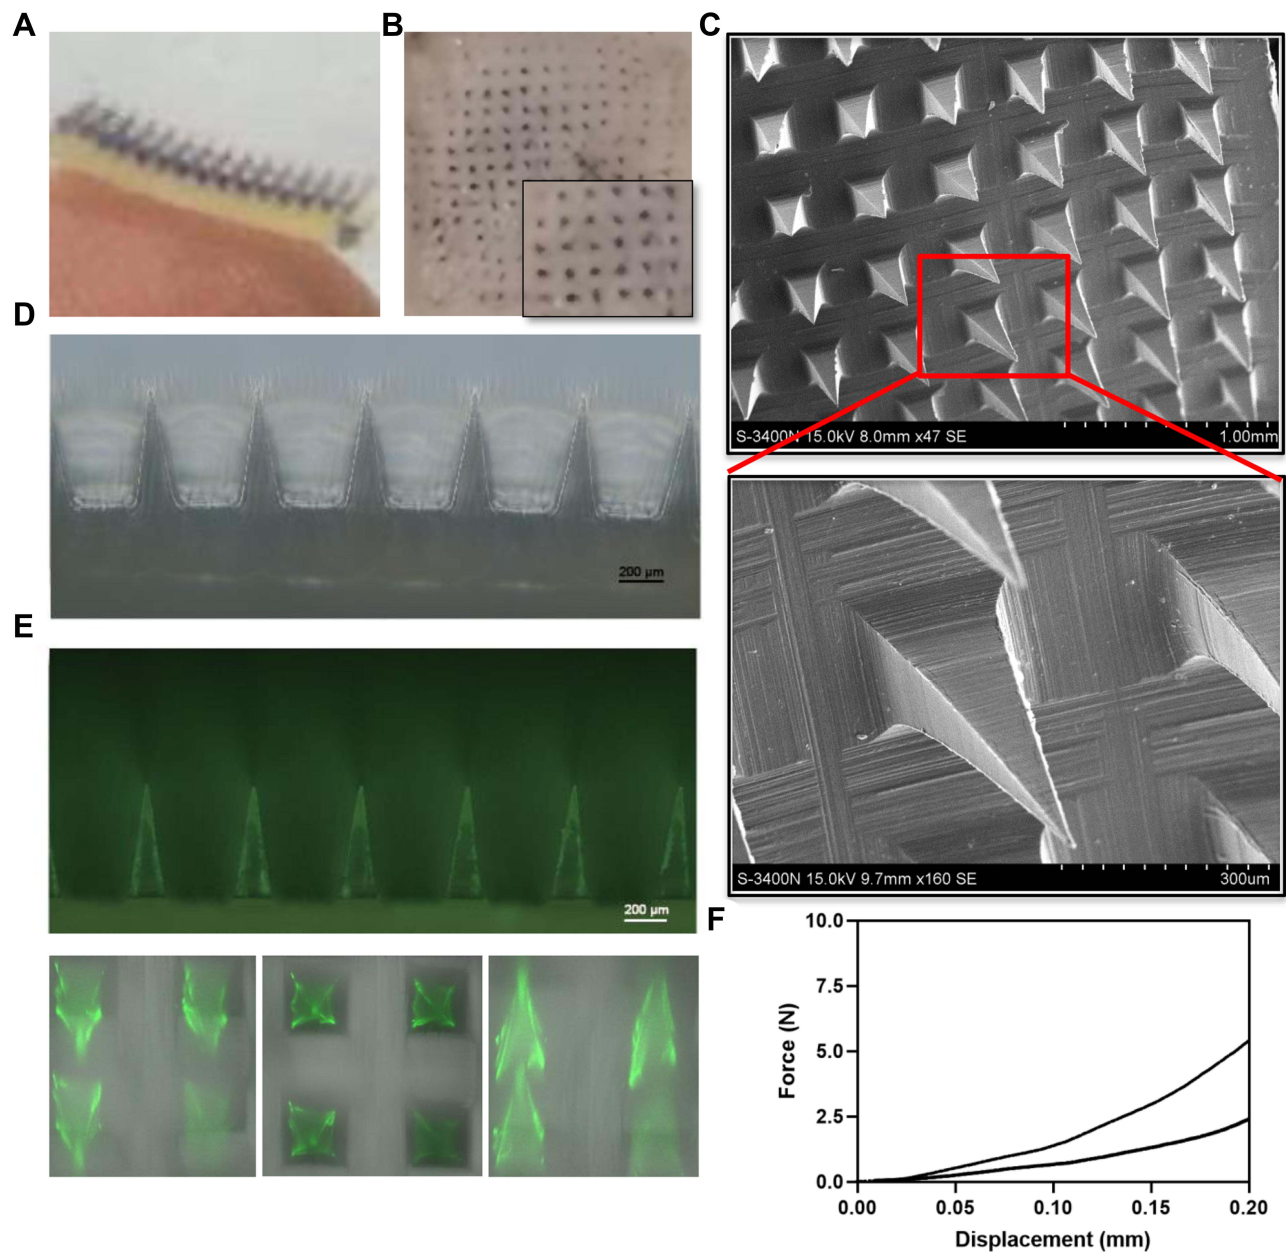 A
B
C
S-3400N 15.0kV 8.0mm x47 SE
1.00mm
D
200 µm
E
200 µm
S-3400N 15.0kV 9.7mm x160 SE
300um
F
10.0
7.5
5.0
2.5
0.0
Force (N)
0.00
0.05
0.10
0.15
0.20
Displacement (mm)